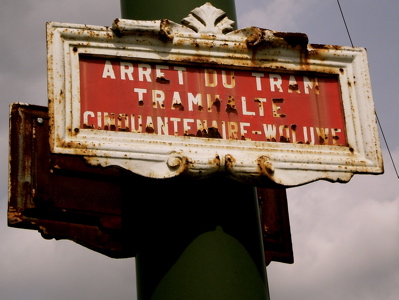 ARRET DU TRAM
TRAMHALTE
CINQUANTENAIRE-WOLUWE